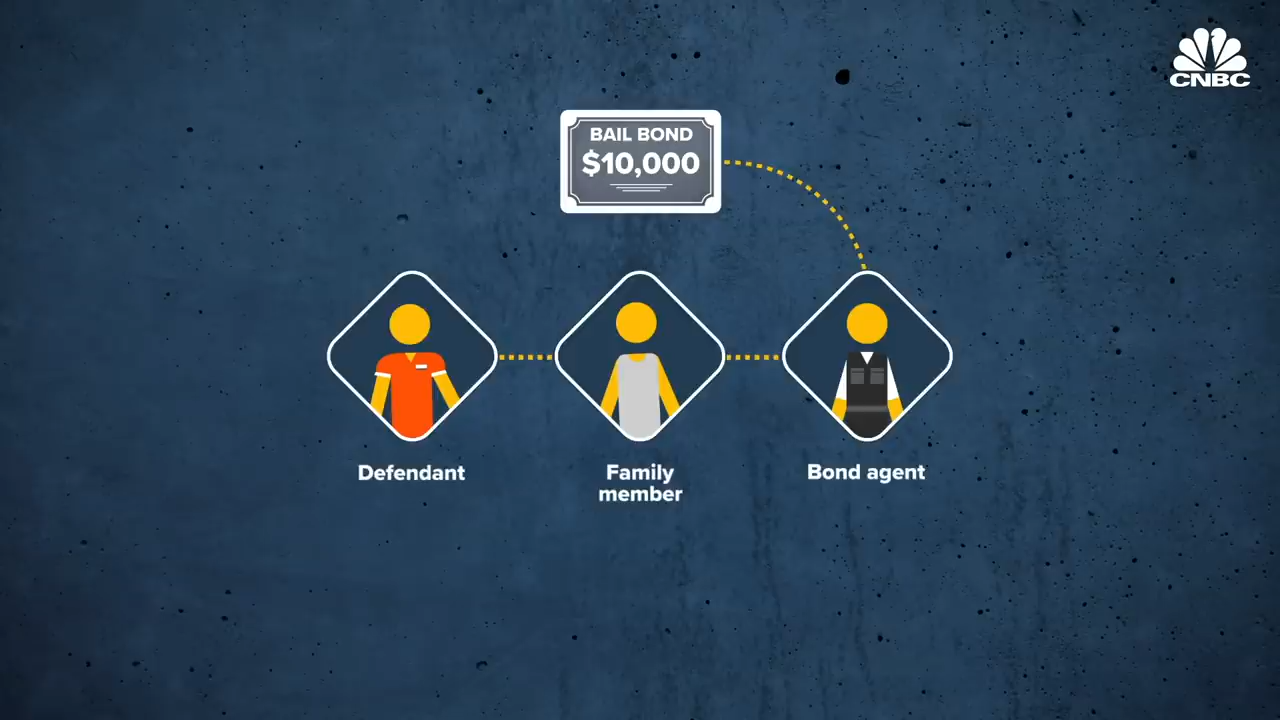 CNBC
BAIL BOND
$10,000
Defendant
Family
member
Bond agent